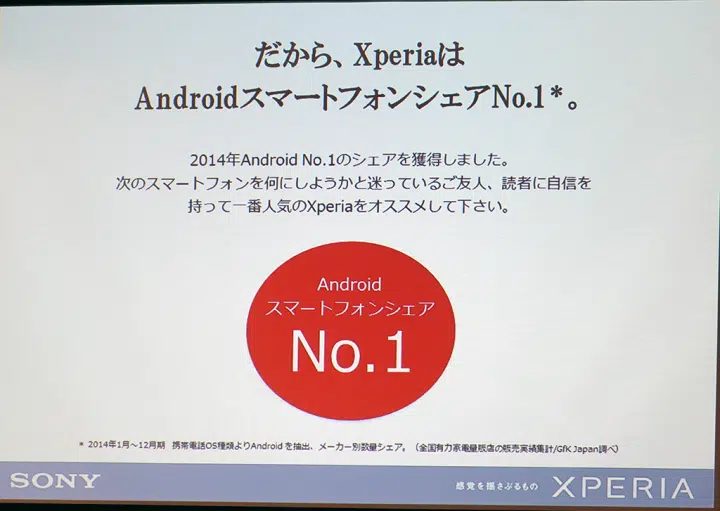 だから、Xperiaは
AndroidスマートフォンシェアNo.1*。
2014年Android No.1のシェアを獲得しました。
次のスマートフォンを何にしようかと迷っているご友人、読者に自信を
持って一番人気のXperiaをオススメして下さい。
Android
スマートフォンシェア
No.1
* 2014年1月～12月期 携帯電話OS種類よりAndroid を抽出、メーカー別数量シェア。（全国有力家電量販店の販売実績集計/GfK Japan調べ）
SONY
感覚を揺さぶるもの XPERIA